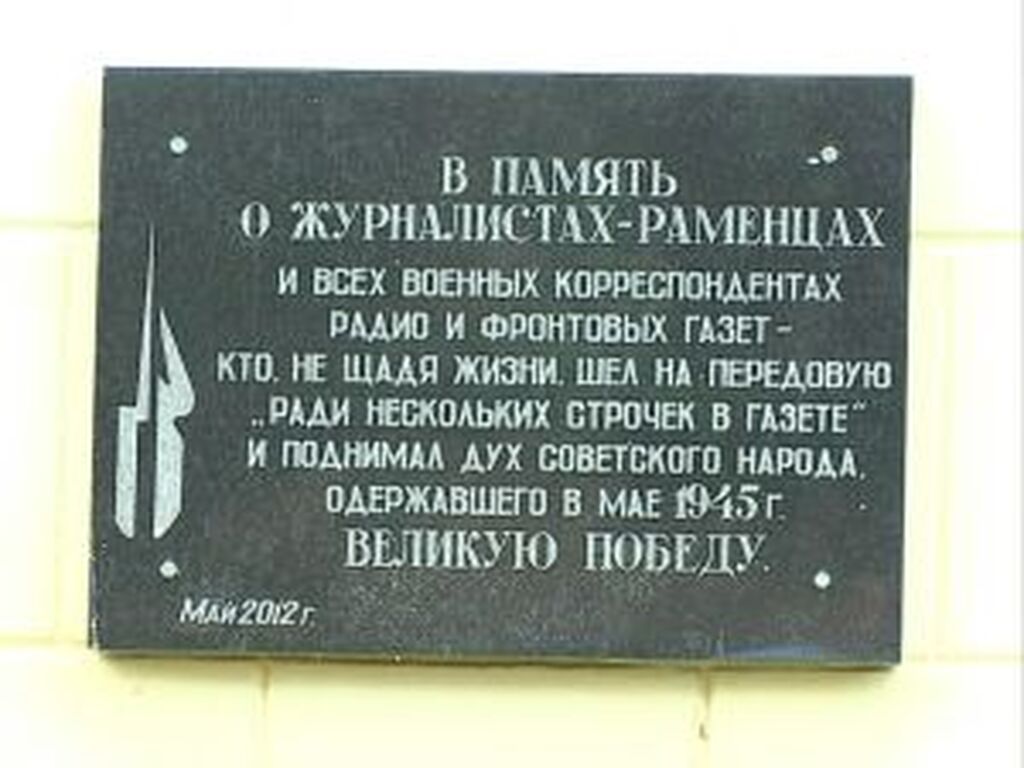 В ПАМЯТЬ
О ЖУРНАЛИСТАХ-РАМЕНЦАХ
И ВСЕХ ВОЕННЫХ КОРРЕСПОНДЕНТАХ
РАДИО И ФРОНТОВЫХ ГАЗЕТ-
КТО, НЕ ЩАДЯ ЖИЗНИ, ШЕЛ НА ПЕРЕДОВУЮ
„РАДИ НЕСКОЛЬКИХ СТРОЧЕК В ГАЗЕТЕ"
И ПОДНИМАЛ ДУХ СОВЕТСКОГО НАРОДА,
ОДЕРЖАВШЕГО В МАЕ 1945 Г.
ВЕЛИКУЮ ПОБЕДУ.
МАЙ 2012 г.